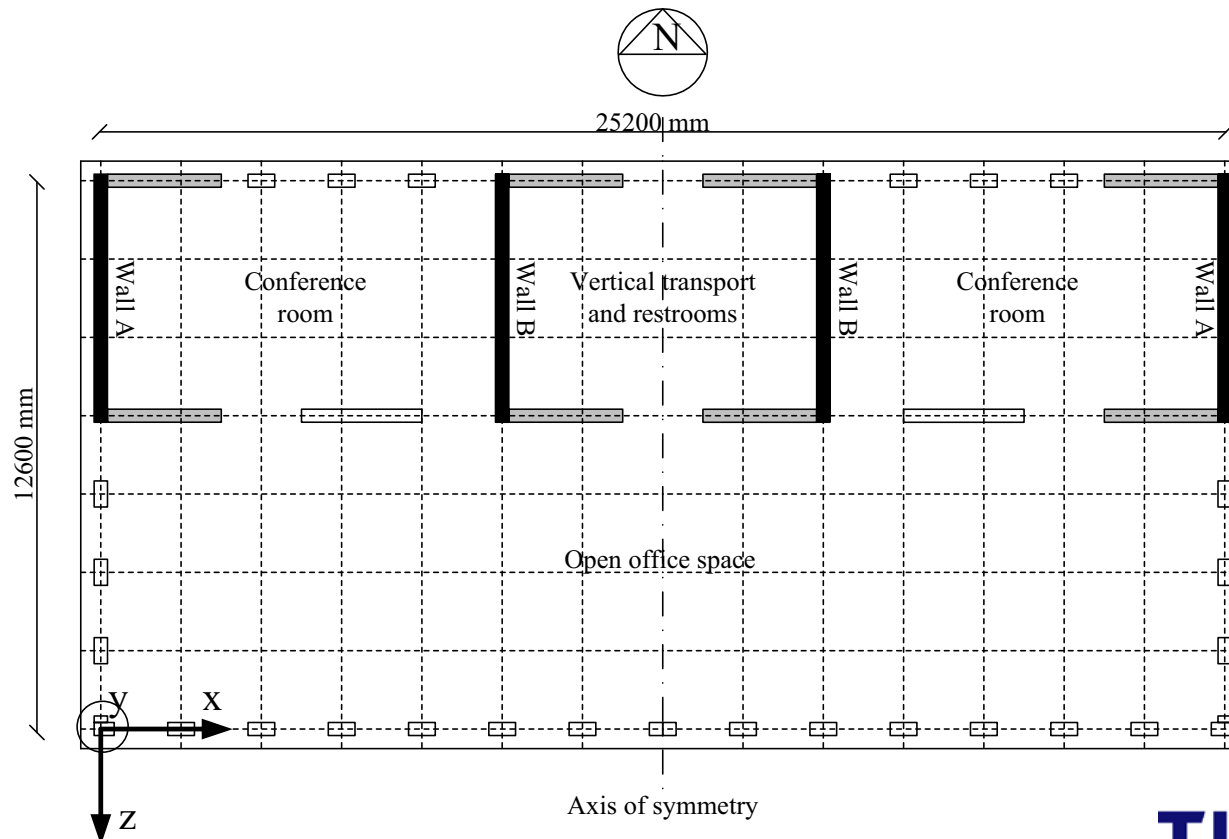 N
25200 mm
12600 mm
Wall A
Conference
room
Wall B
Vertical transport
and restrooms
Wall B
Conference
room
Wall A
Open office space
y
x
z
Axis of symmetry